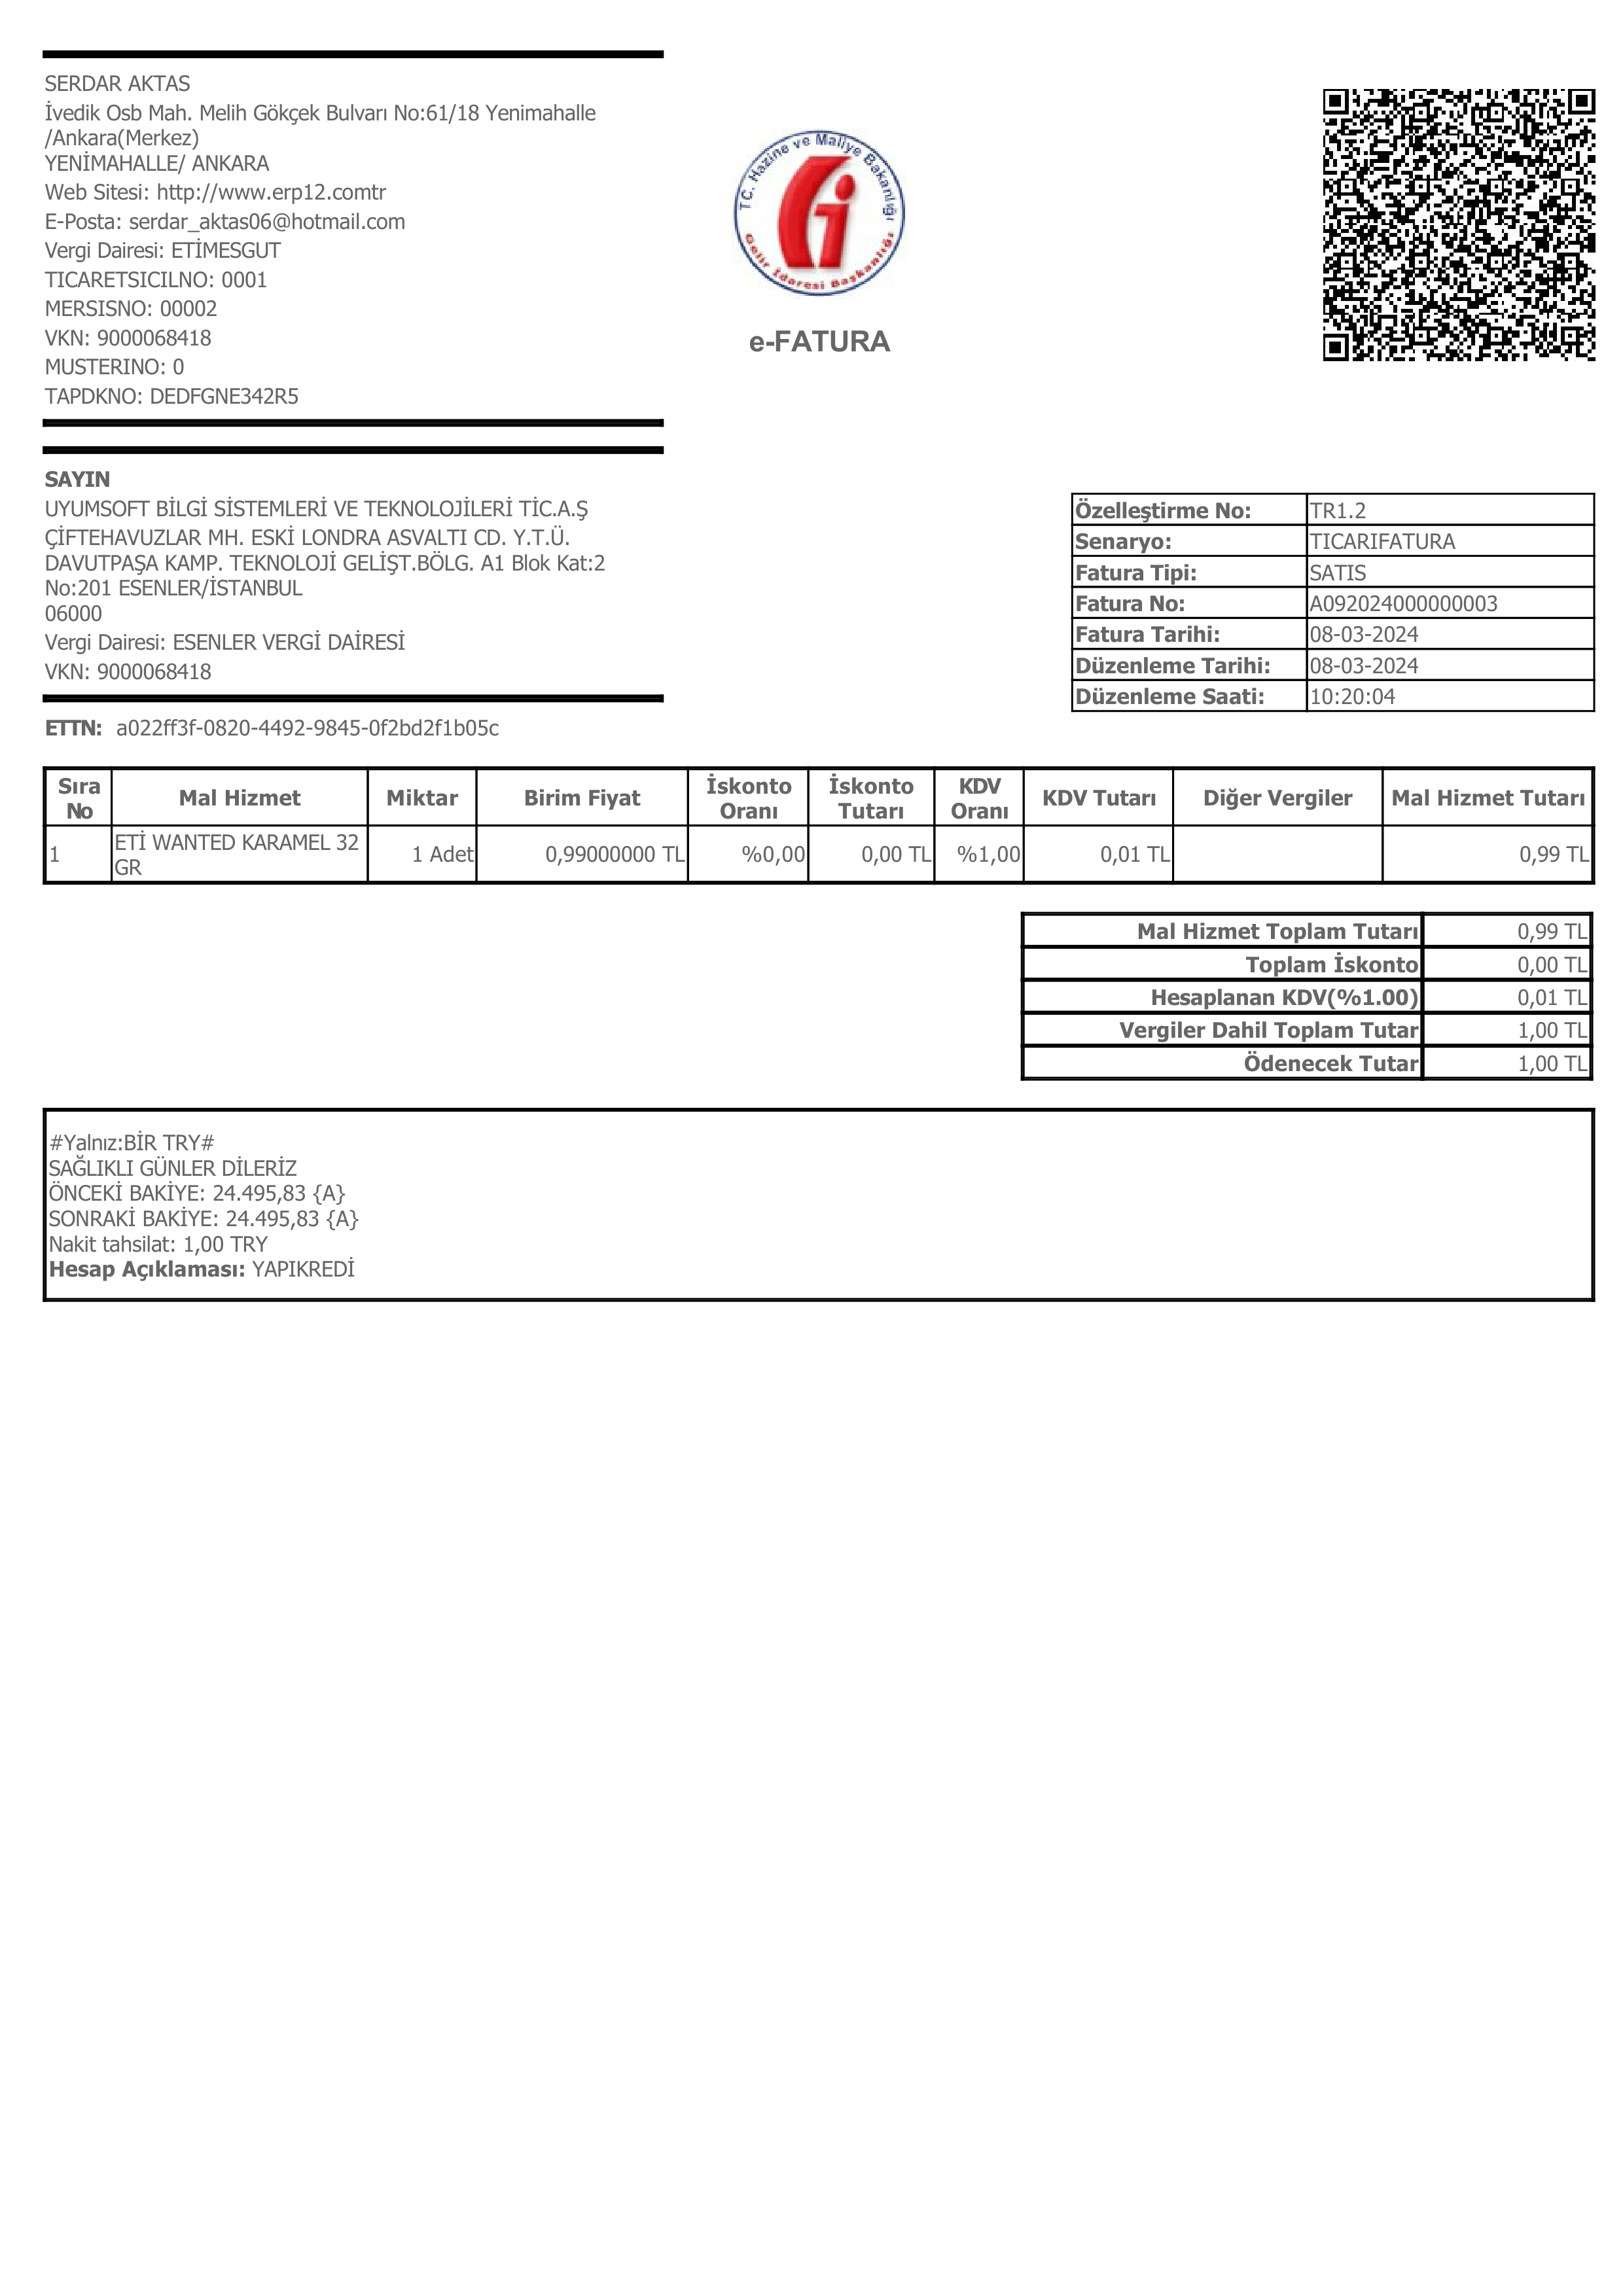 SERDAR AKTAS
İvedik Osb Mah. Melih Gökçek Bulvarı No:61/18 Yenimahalle
/Ankara(Merkez)
YENİMAHALLE/ ANKARA
Web Sitesi: http://www.erp12.comtr
E-Posta: serdar_aktas06@hotmail.com
Vergi Dairesi: ETİMESGUT
TICARETSICILNO: 0001
MERSISNO: 00002
VKN: 9000068418
MUSTERINO: 0
TAPDKNO: DEDFGNE342R5
TC. Hazine ve Maliye Bakanlığı
Gelir İdaresi Başkanlığı
e-FATURA
SAYIN
UYUMSOFT BİLGİ SİSTEMLERİ VE TEKNOLOJİLERİ TİC.A.Ş
ÇİFTEHAVUZLAR MH. ESKİ LONDRA ASVALTI CD. Y.T.Ü.
DAVUTPAŞA KAMP. TEKNOLOJİ GELİŞT.BÖLG. A1 Blok Kat:2
No:201 ESENLER/İSTANBUL
06000
Vergi Dairesi: ESENLER VERGİ DAİRESİ
VKN: 9000068418
Özelleştirme No: TR1.2
Senaryo: TICARIFATURA
Fatura Tipi: SATIS
Fatura No: A092024000000003
Fatura Tarihi: 08-03-2024
Düzenleme Tarihi: 08-03-2024
Düzenleme Saati: 10:20:04
ETTN: a022ff3f-0820-4492-9845-0f2bd2f1b05c
Sıra No Mal Hizmet Miktar Birim Fiyat İskonto Oranı İskonto Tutarı KDV Oranı KDV Tutarı Diğer Vergiler Mal Hizmet Tutarı
1 ETİ WANTED KARAMEL 32 GR 1 Adet 0,99000000 TL %0,00 0,00 TL %1,00 0,01 TL 0,99 TL
Mal Hizmet Toplam Tutarı 0,99 TL
Toplam İskonto 0,00 TL
Hesaplanan KDV(%1.00) 0,01 TL
Vergiler Dahil Toplam Tutar 1,00 TL
Ödenecek Tutar 1,00 TL
#Yalnız:BİR TRY#
SAĞLIKLI GÜNLER DİLERİZ
ÖNCEKİ BAKİYE: 24.495,83 {A}
SONRAKİ BAKİYE: 24.495,83 {A}
Nakit tahsilat: 1,00 TRY
Hesap Açıklaması: YAPIKREDİ